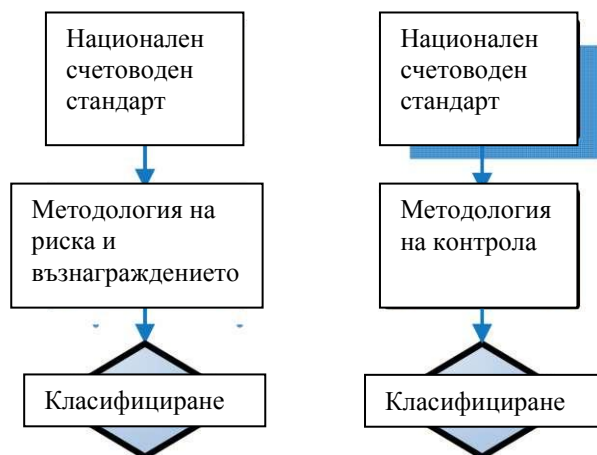 Национален
счетоводен
стандарт
Методология на
риска и
възнаграждението
Класифициране
Национален
счетоводен
стандарт
Методология
на контрола
Класифициране